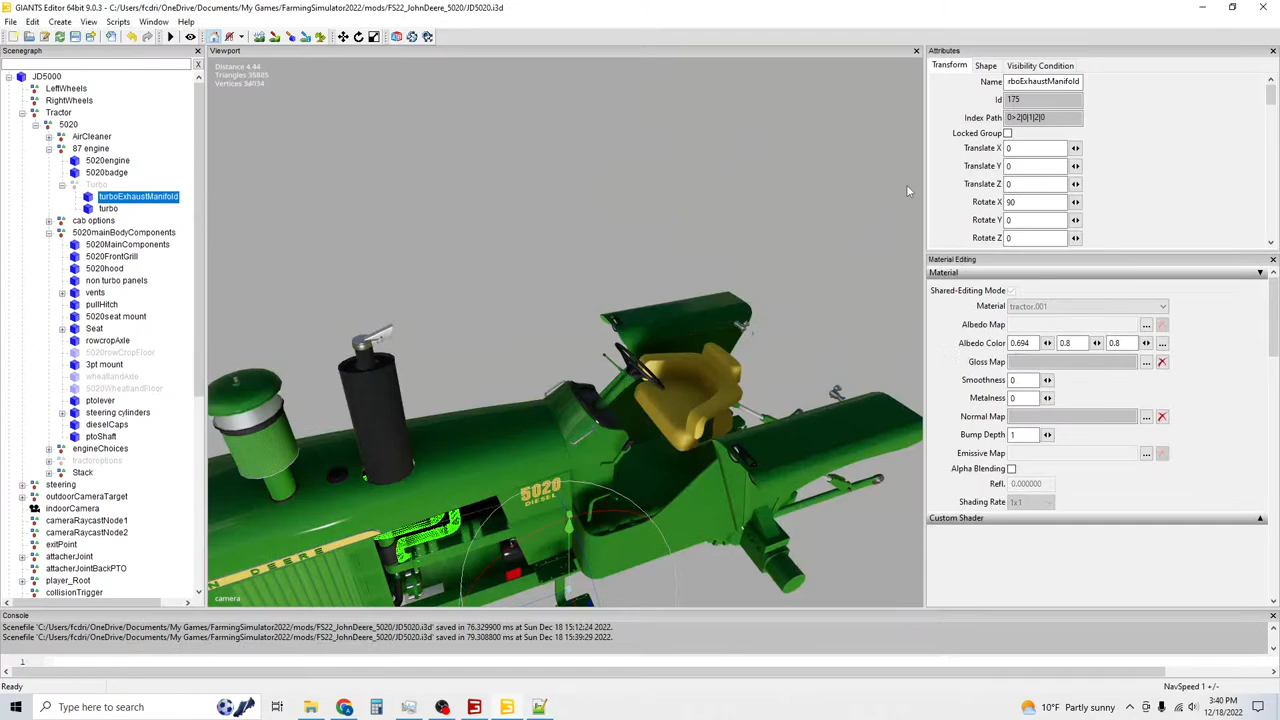 GIANTS Editor 64bit 9.0.3 - C:/Users/fcdri/OneDrive/Documents/My Games/FarmingSimulator2022/mods/FS22_JohnDeere_5020/JD5020.i3d
File Edit Create View Scripts Window Help
Scenegraph
JD5000
LeftWheels
RightWheels
Tractor
5020
AirCleaner
87 engine
5020engine
5020badge
Turbo
turboExhaustManifold
turbo
cab options
5020mainBodyComponents
5020MainComponents
5020FrontGrill
5020hood
non turbo panels
vents
pullHitch
5020seat mount
Seat
rowcropAxle
5020rowCropFloor
3pt mount
wheatlandAxle
5020WheatlandFloor
ptolever
steering cylinders
dieselCaps
ptoShaft
engineChoices
tractoroptions
Stack
steering
outdoorCameraTarget
indoorCamera
cameraRaycastNode1
cameraRaycastNode2
exitPoint
attacherJoint
attacherJointBackPTO
player_Root
collisionTrigger
Viewport
Distance 4.44
Triangles 35885
5020
DIESEL
N DEERE
camera
Attributes
Transform Shape Visibility Condition
Name rboExhaustManifold
Id 175
Index Path 0>2|0|1|2|0
Locked Group
Translate X 0
Translate Y 0
Translate Z 0
Rotate X 90
Rotate Y 0
Rotate Z 0
Material Editing
Material
Shared-Editing Mode
Material tractor.001
Albedo Map
Albedo Color 0.694 0.8 0.8
Gloss Map
Smoothness 0
Metalness 0
Normal Map
Bump Depth 1
Emissive Map
Alpha Blending
Refl. 0.000000
Shading Rate 1x1
Custom Shader
Console
Scenefile 'C:/Users/fcdri/OneDrive/Documents/My Games/FarmingSimulator2022/mods/FS22_JohnDeere_5020/JD5020.i3d' saved in 76.329900 ms at Sun Dec 18 15:12:24 2022.
Scenefile 'C:/Users/fcdri/OneDrive/Documents/My Games/FarmingSimulator2022/mods/FS22_JohnDeere_5020/JD5020.i3d' saved in 79.308800 ms at Sun Dec 18 15:39:29 2022.
1
Ready
NavSpeed 1 +/-
Type here to search
10°F Partly sunny
3:40 PM
12/18/2022